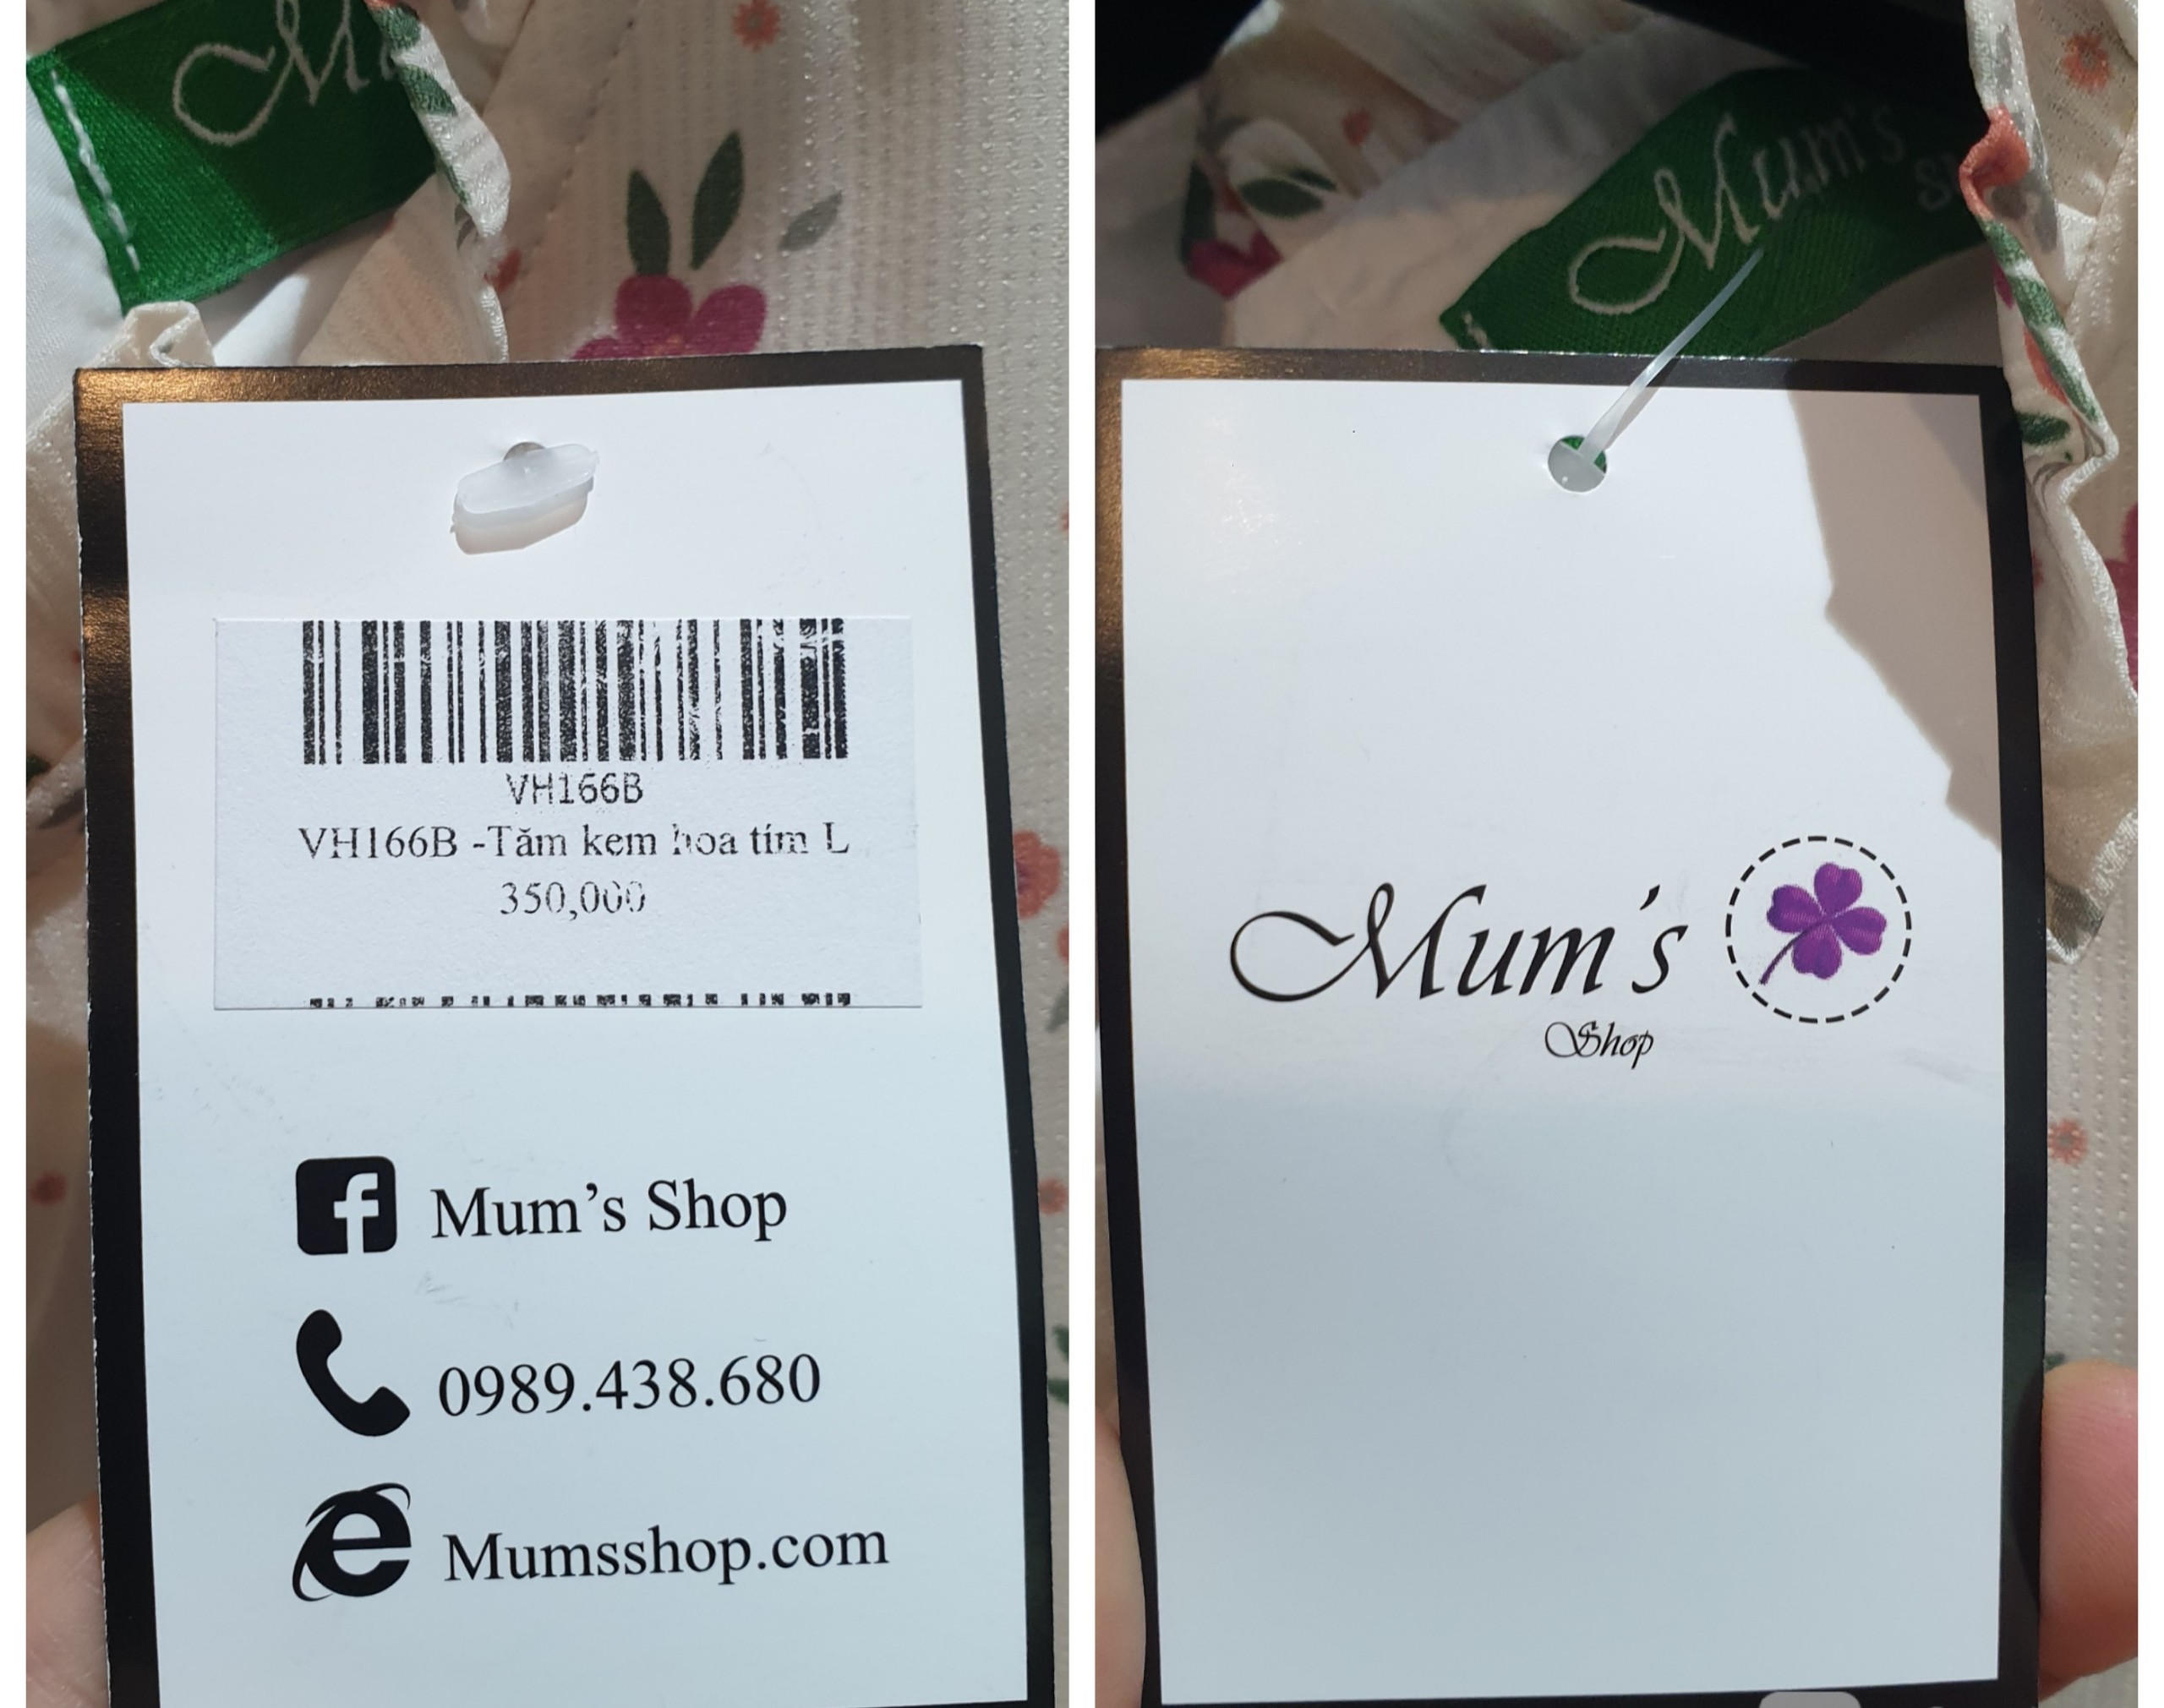 VH166B
VH166B -Tăm kem hoa tím L
350,000
Mum's Shop
0989.438.680
Mumsshop.com
Mum's
Mum's
Shop